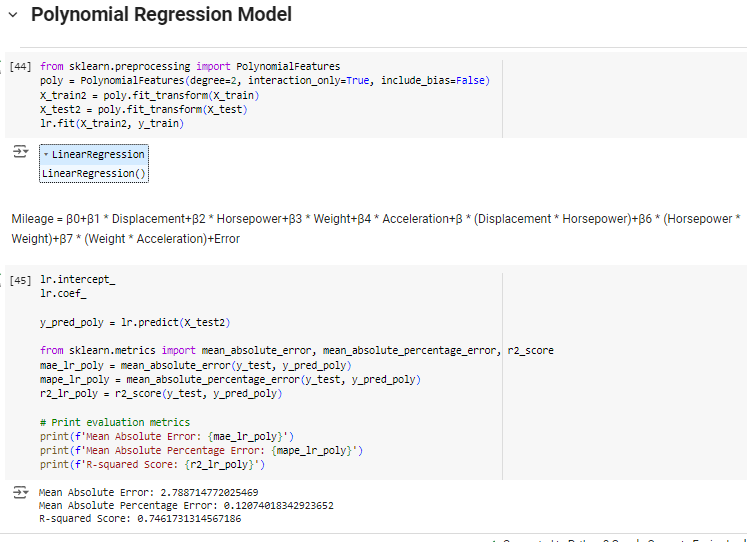 Polynomial Regression Model
[44] from sklearn.preprocessing import PolynomialFeatures
poly = PolynomialFeatures(degree=2, interaction_only=True, include_bias=False)
X_train2 = poly.fit_transform(X_train)
X_test2 = poly.fit_transform(X_test)
lr.fit(X_train2, y_train)
LinearRegression
LinearRegression()
Mileage = β0+β1 * Displacement+β2 * Horsepower+β3 * Weight+β4 * Acceleration+β * (Displacement * Horsepower)+β6 * (Horsepower *
Weight)+β7 * (Weight * Acceleration)+Error
[45] lr.intercept_
lr.coef_
y_pred_poly = lr.predict(X_test2)
from sklearn.metrics import mean_absolute_error, mean_absolute_percentage_error, r2_score
mae_lr_poly = mean_absolute_error(y_test, y_pred_poly)
mape_lr_poly = mean_absolute_percentage_error(y_test, y_pred_poly)
r2_lr_poly = r2_score(y_test, y_pred_poly)
# Print evaluation metrics
print(f'Mean Absolute Error: {mae_lr_poly}')
print(f'Mean Absolute Percentage Error: {mape_lr_poly}')
print(f'R-squared Score: {r2_lr_poly}')
Mean Absolute Error: 2.788714772025469
Mean Absolute Percentage Error: 0.12074018342923652
R-squared Score: 0.7461731314567186